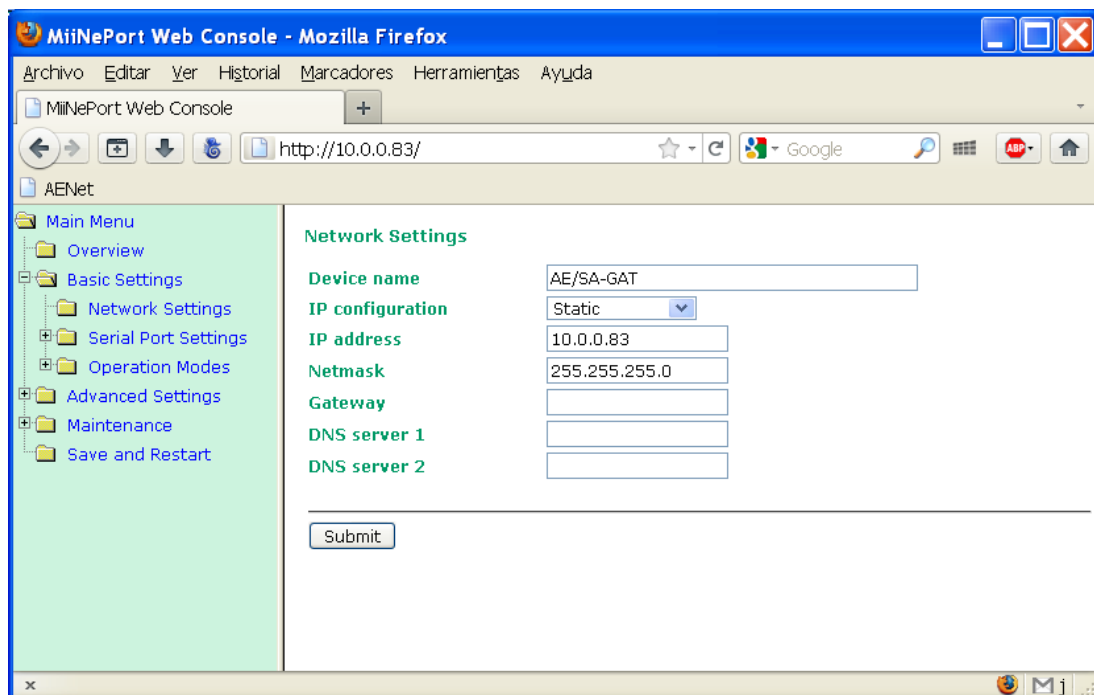 MiiNePort Web Console - Mozilla Firefox
Archivo Editar Ver Historial Marcadores Herramientas Ayuda
MiiNePort Web Console
http://10.0.0.83/
Google
ABP
AENet
Main Menu
Overview
Basic Settings
Network Settings
Serial Port Settings
Operation Modes
Advanced Settings
Maintenance
Save and Restart
Network Settings
Device name AE/SA-GAT
IP configuration Static
IP address 10.0.0.83
Netmask 255.255.255.0
Gateway
DNS server 1
DNS server 2
Submit
x
j